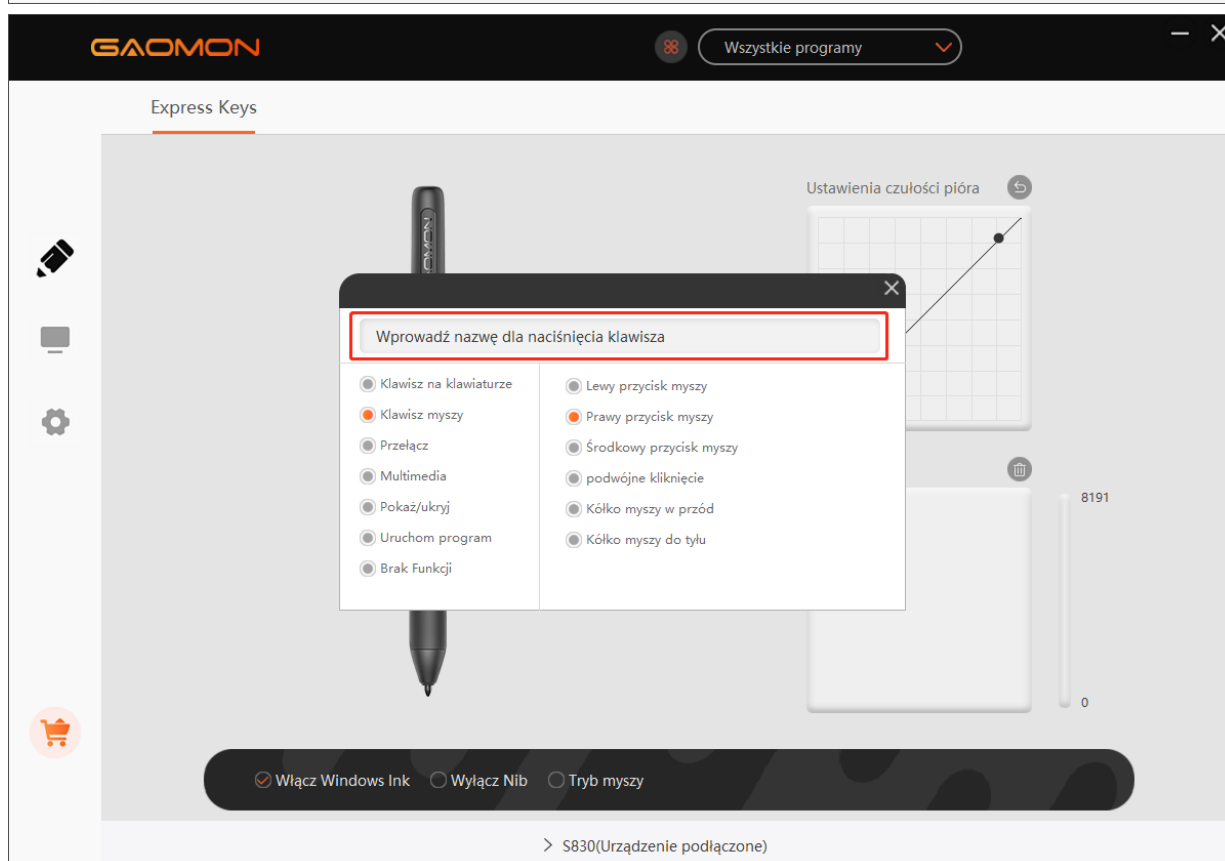 GAOMON
Wszystkie programy
Express Keys
Ustawienia czułości pióra
Wprowadź nazwę dla naciśnięcia klawisza
Klawisz na klawiaturze
Klawisz myszy
Przełącz
Multimedia
Pokaż/ukryj
Uruchom program
Brak Funkcji
Lewy przycisk myszy
Prawy przycisk myszy
Środkowy przycisk myszy
podwójne kliknięcie
Kółko myszy w przód
Kółko myszy do tyłu
8191
0
Włącz Windows Ink
Wyłącz Nib
Tryb myszy
S830(Urządzenie podłączone)